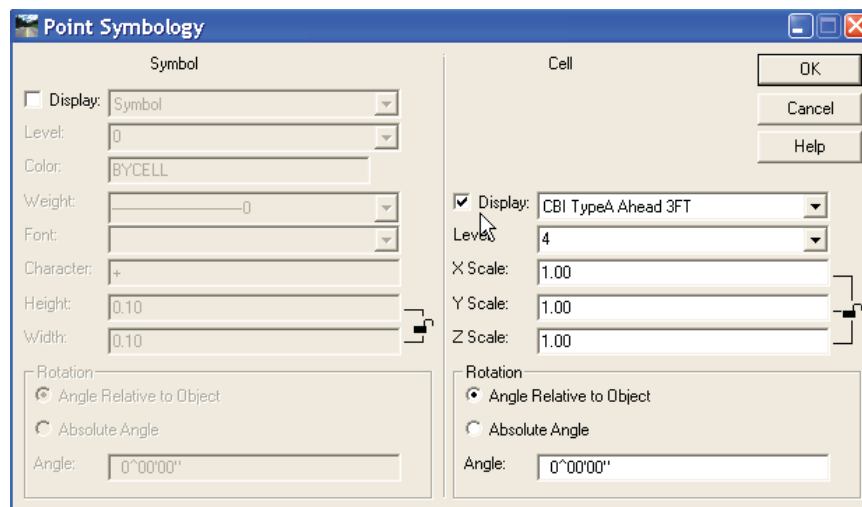 Point Symbology
Symbol
Display: Symbol
Level: 0
Color: BYCELL
Weight: 0
Font:
Character: +
Height: 0.10
Width: 0.10
Rotation
Angle Relative to Object
Absolute Angle
Angle: 0^00'00"
Cell
Display: CBI TypeA Ahead 3FT
Level: 4
X Scale: 1.00
Y Scale: 1.00
Z Scale: 1.00
Rotation
Angle Relative to Object
Absolute Angle
Angle: 0^00'00"
OK
Cancel
Help